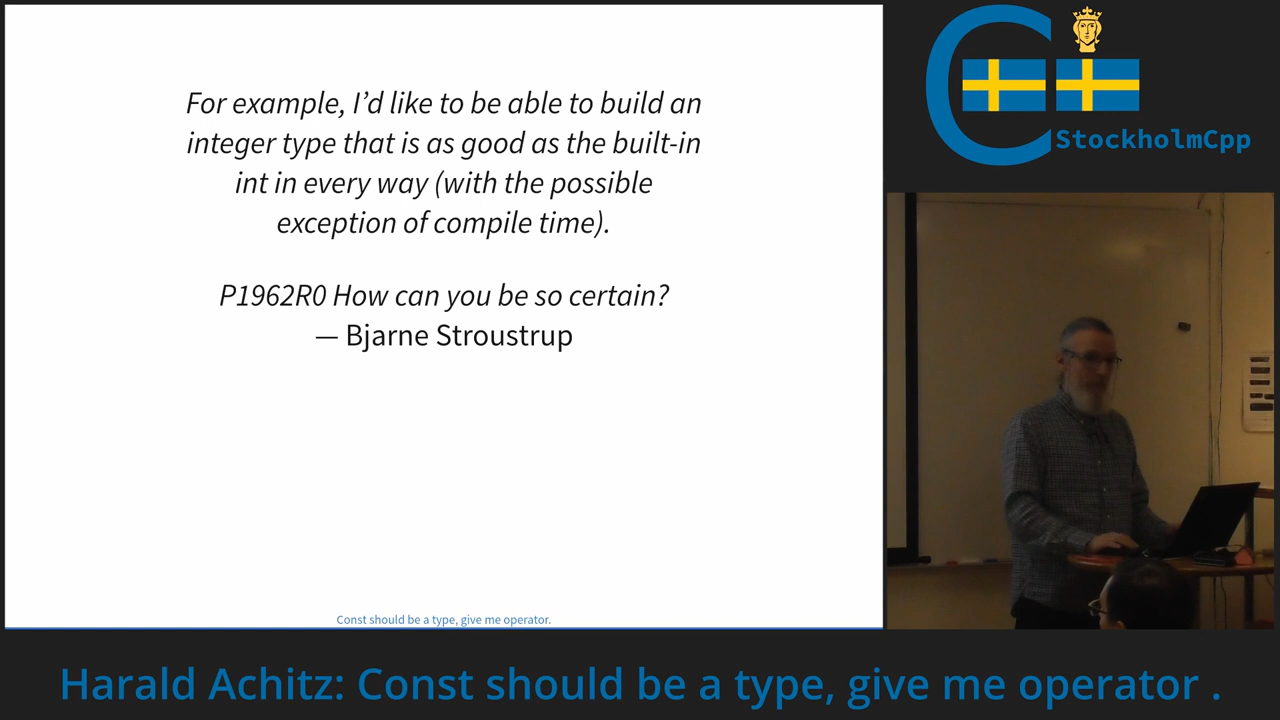 For example, I’d like to be able to build an
integer type that is as good as the built-in
int in every way (with the possible
exception of compile time).
P1962R0 How can you be so certain?
— Bjarne Stroustrup
Const should be a type, give me operator.
C
StockholmCpp
Harald Achitz: Const should be a type, give me operator .